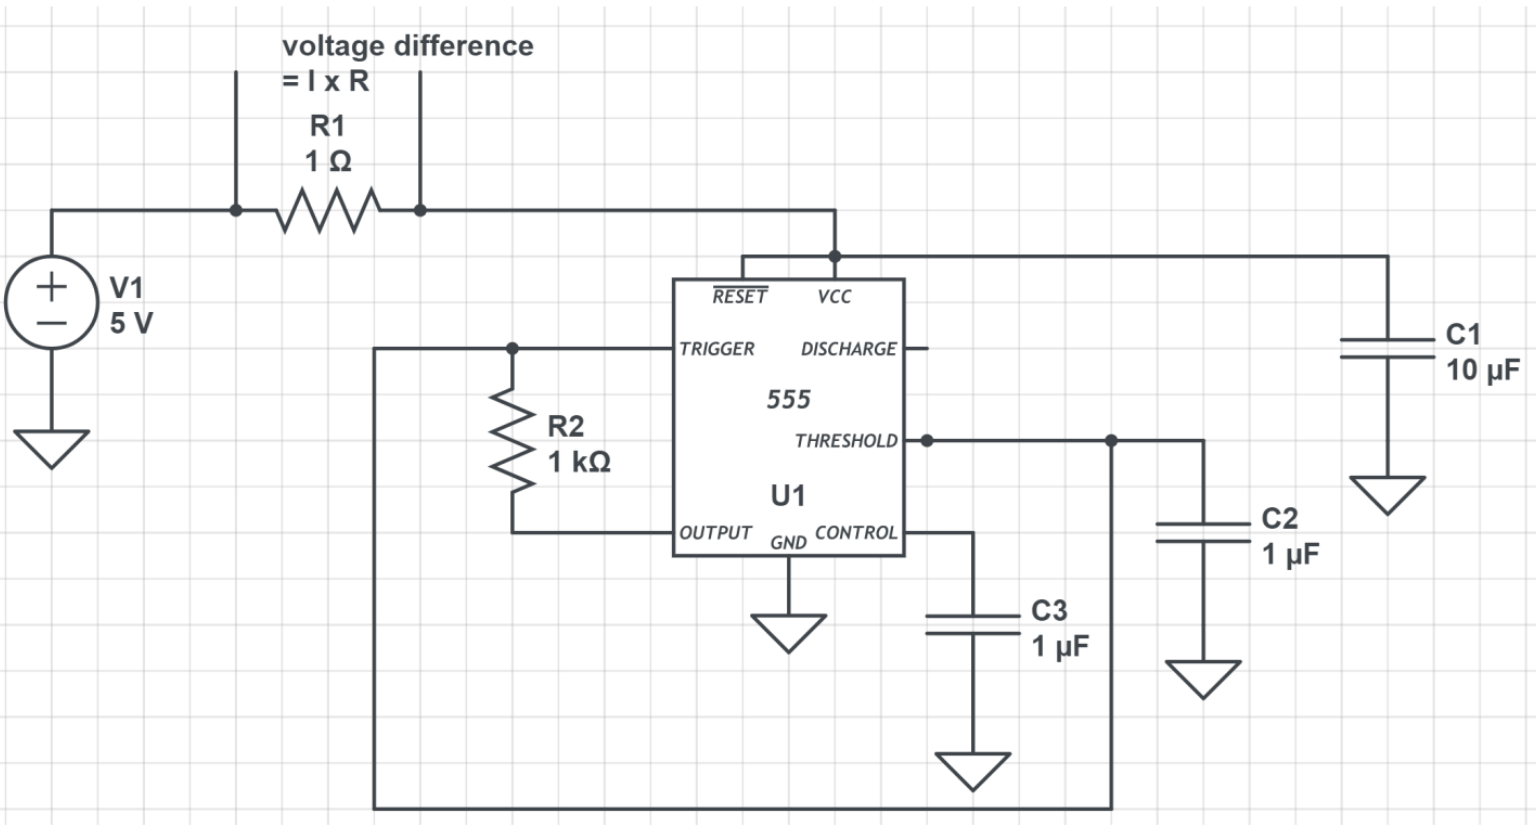 voltage difference
= I x R
R1
1 Ω
V1
5 V
RESET
VCC
TRIGGER
DISCHARGE
555
THRESHOLD
U1
OUTPUT
GND
CONTROL
R2
1 kΩ
C1
10 µF
C2
1 µF
C3
1 µF